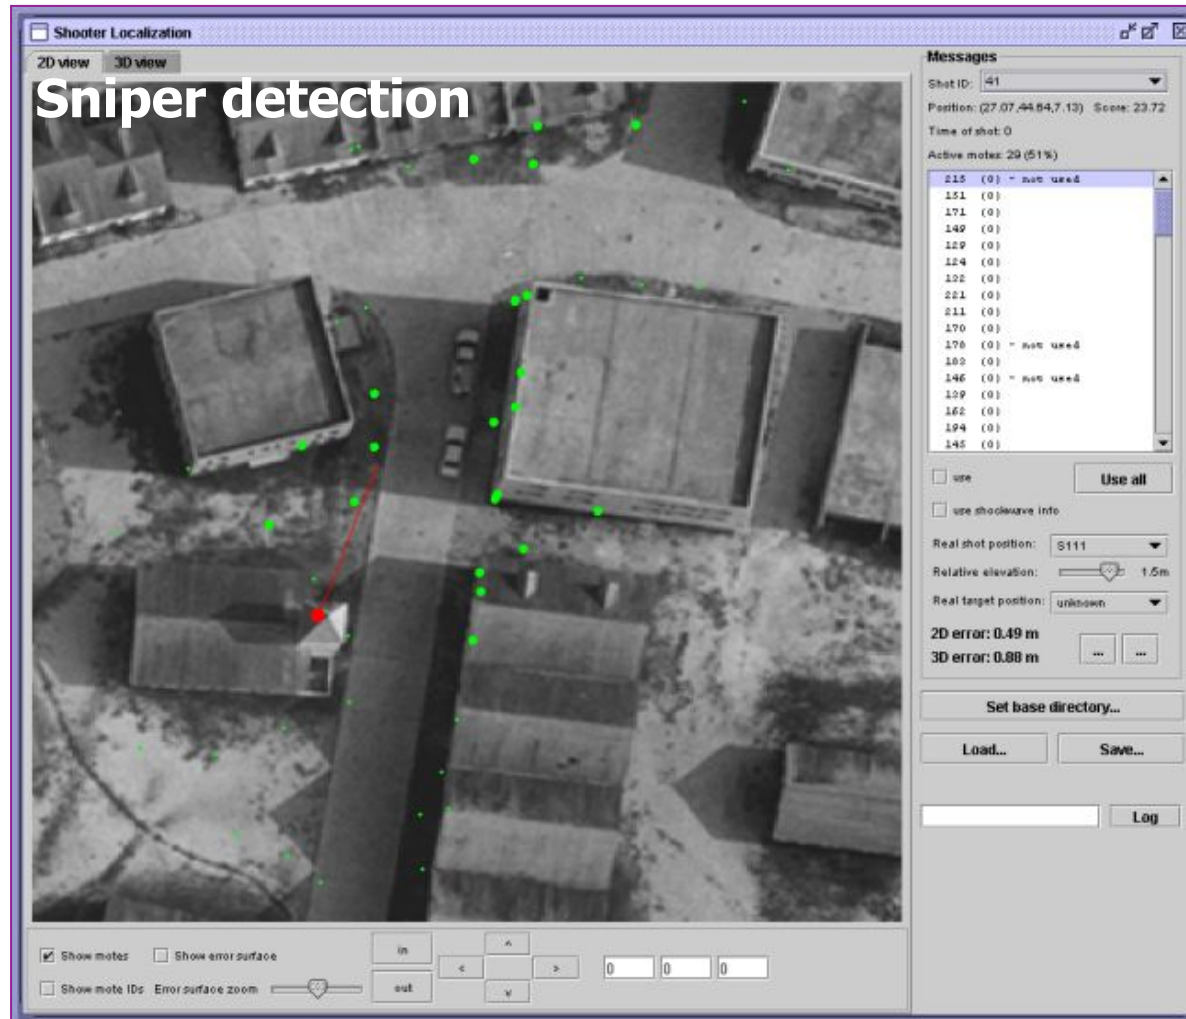 Shooter Localization
2D view 3D view
Sniper detection
Messages
Shot ID: 41
Position: (27.07,44.64,7.13) Score: 23.72
Time of shot: 0
Active motes: 29 (51%)
215 (0) - not used
151 (0)
171 (0)
149 (0)
129 (0)
124 (0)
132 (0)
221 (0)
211 (0)
170 (0)
178 (0) - not used
183 (0)
146 (0) - not used
139 (0)
162 (0)
194 (0)
145 (0)
use Use all
use shockwave info
Real shot position: S111
Relative elevation: 1.5m
Real target position: unknown
2D error: 0.49 m
3D error: 0.88 m
... ...
Set base directory...
Load... Save...
Log
Show motes Show error surface in
Show mote IDs Error surface zoom out
^
< >
v
0 0 0